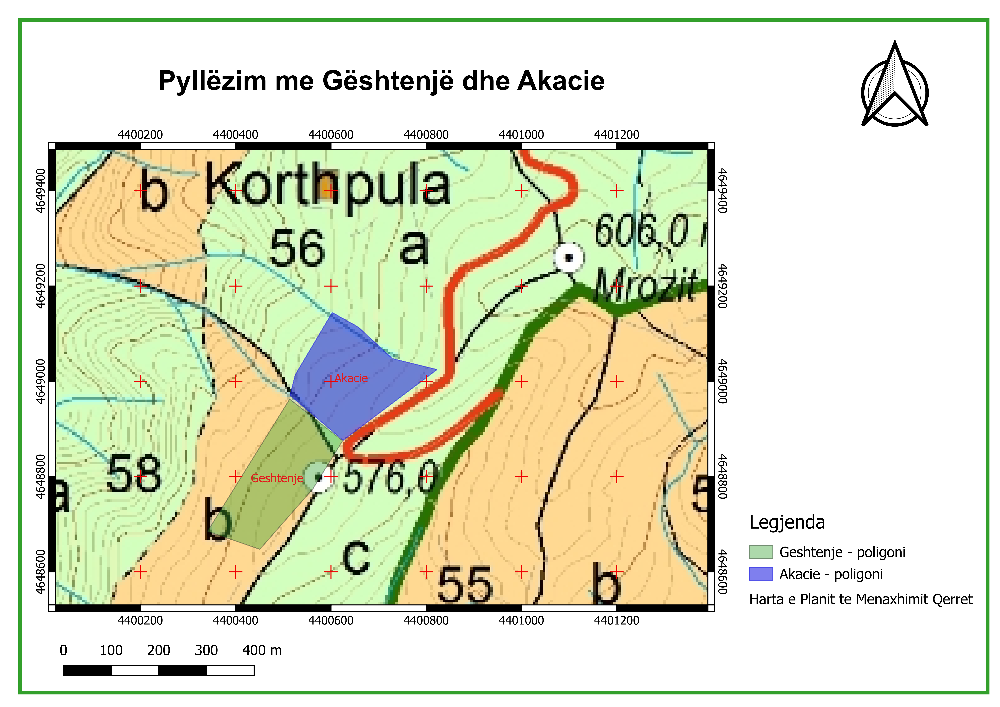 Pyllëzim me Gështenjë dhe Akacie
4400200 4400400 4400600 4400800 4401000 4401200
4649400 4649400
4649200 4649200
4649000 4649000
4648800 4648800
4648600 4648600
b Korthpula
56 a
606,0
Mrozit
Akacie
58 Geshtenje 576,0
a
b
5
c
55 b
4400200 4400400 4400600 4400800 4401000 4401200
0 100 200 300 400 m
Legjenda
Geshtenje - poligoni
Akacie - poligoni
Harta e Planit te Menaxhimit Qerret